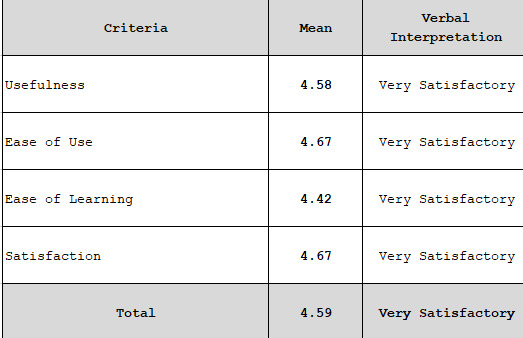 Criteria Mean Verbal Interpretation
Usefulness 4.58 Very Satisfactory
Ease of Use 4.67 Very Satisfactory
Ease of Learning 4.42 Very Satisfactory
Satisfaction 4.67 Very Satisfactory
Total 4.59 Very Satisfactory